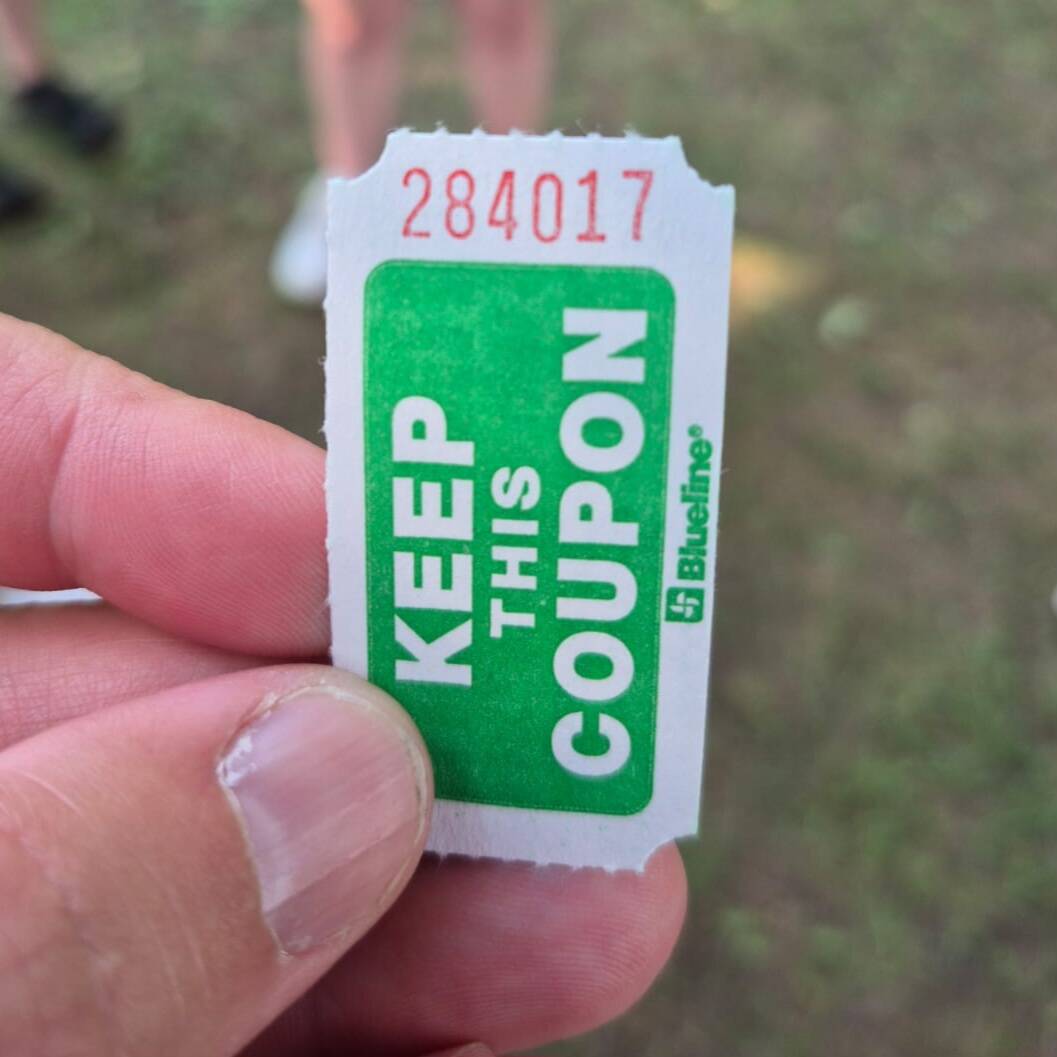 284017
KEEP
THIS
COUPON
Blueline®